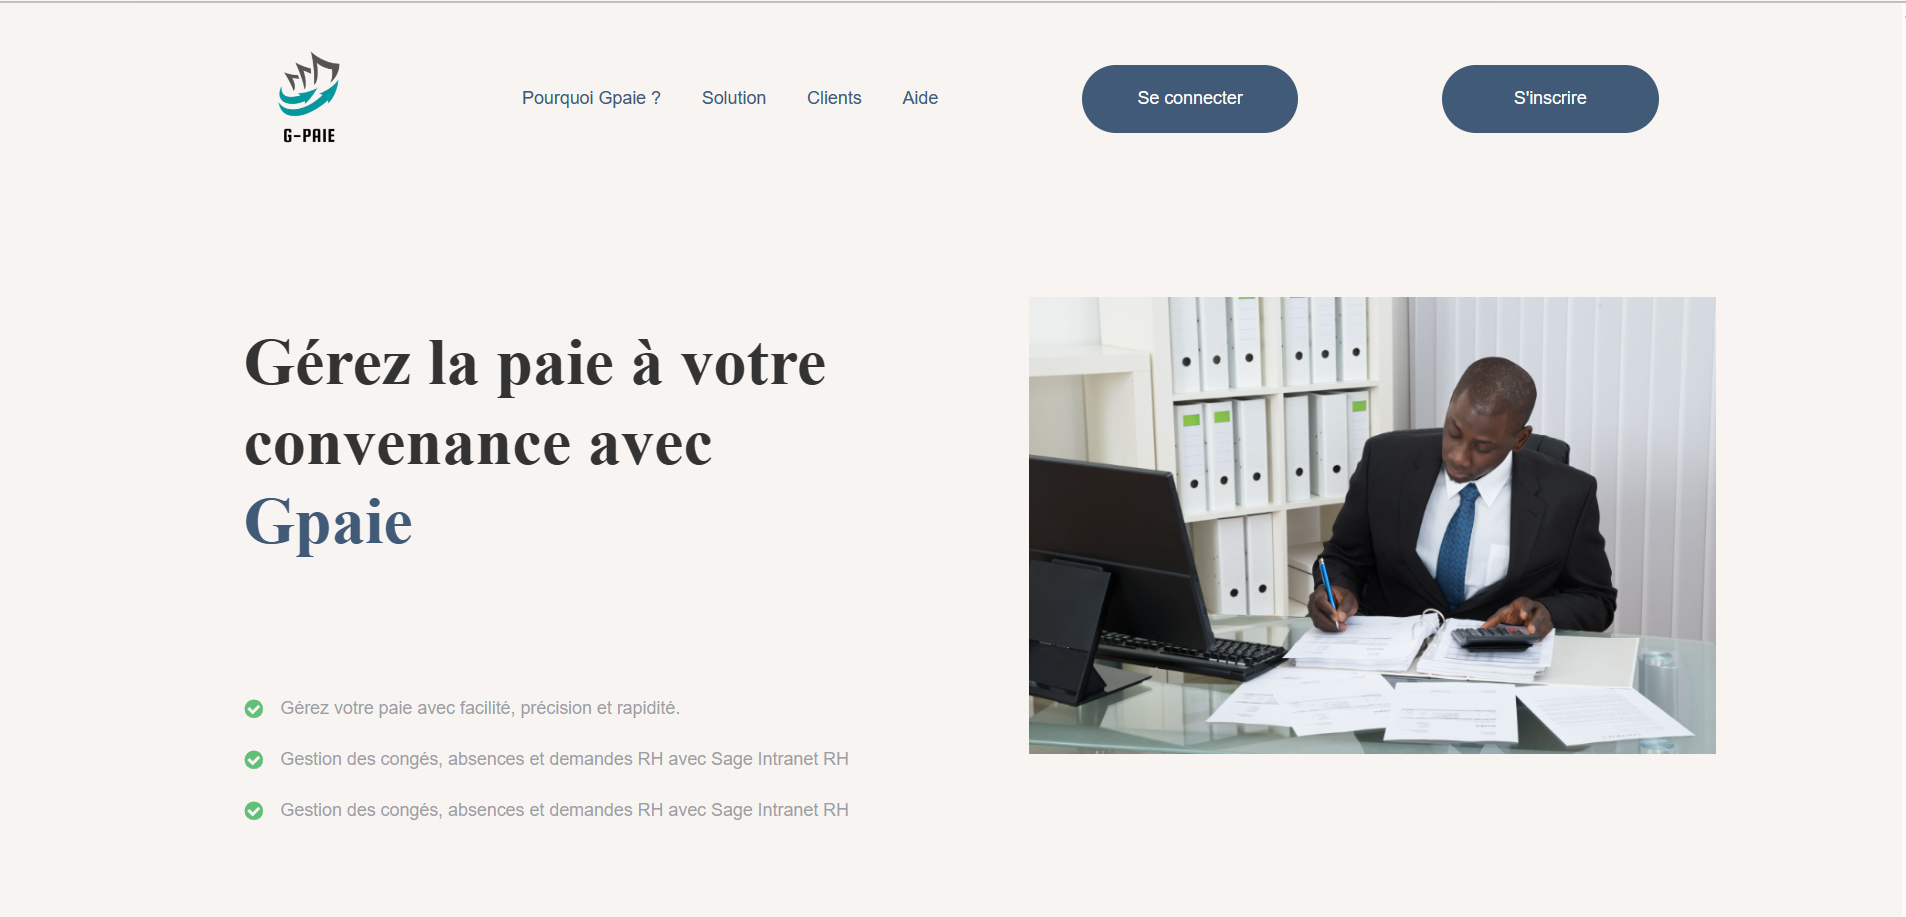 G-PAIE
Pourquoi Gpaie ?
Solution
Clients
Aide
Se connecter
S'inscrire
Gérez la paie à votre
convenance avec
Gpaie
Gérez votre paie avec facilité, précision et rapidité.
Gestion des congés, absences et demandes RH avec Sage Intranet RH
Gestion des congés, absences et demandes RH avec Sage Intranet RH